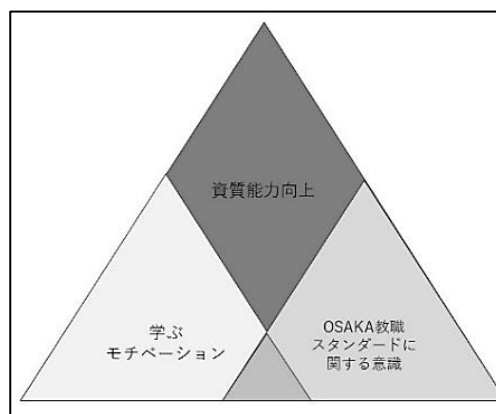 資質能力向上
学ぶ
モチベーション
OSAKA教職
スタンダードに
関する意識